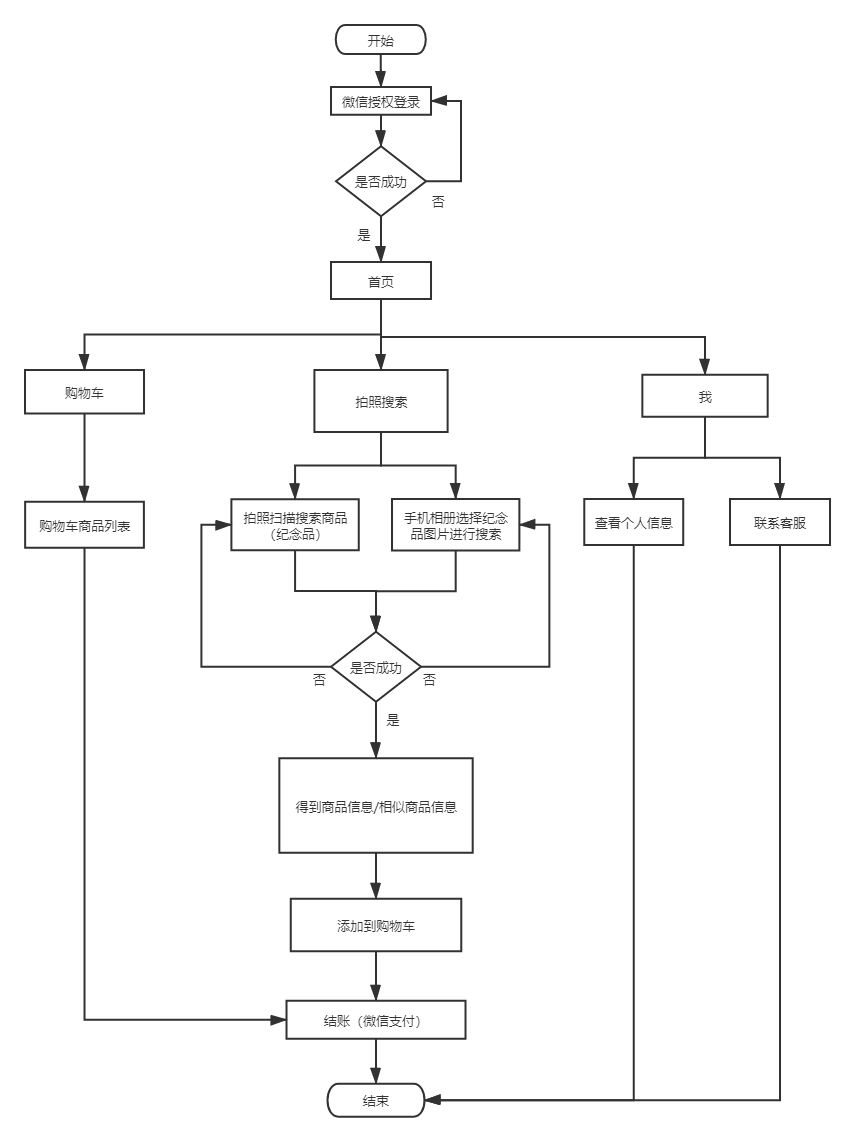 开始
微信授权登录
是否成功
否
是
首页
购物车
拍照搜索
我
购物车商品列表
拍照扫描搜索商品
（纪念品）
手机相册选择纪念
品图片进行搜索
查看个人信息
联系客服
是否成功
否
否
是
得到商品信息/相似商品信息
添加到购物车
结账（微信支付）
结束